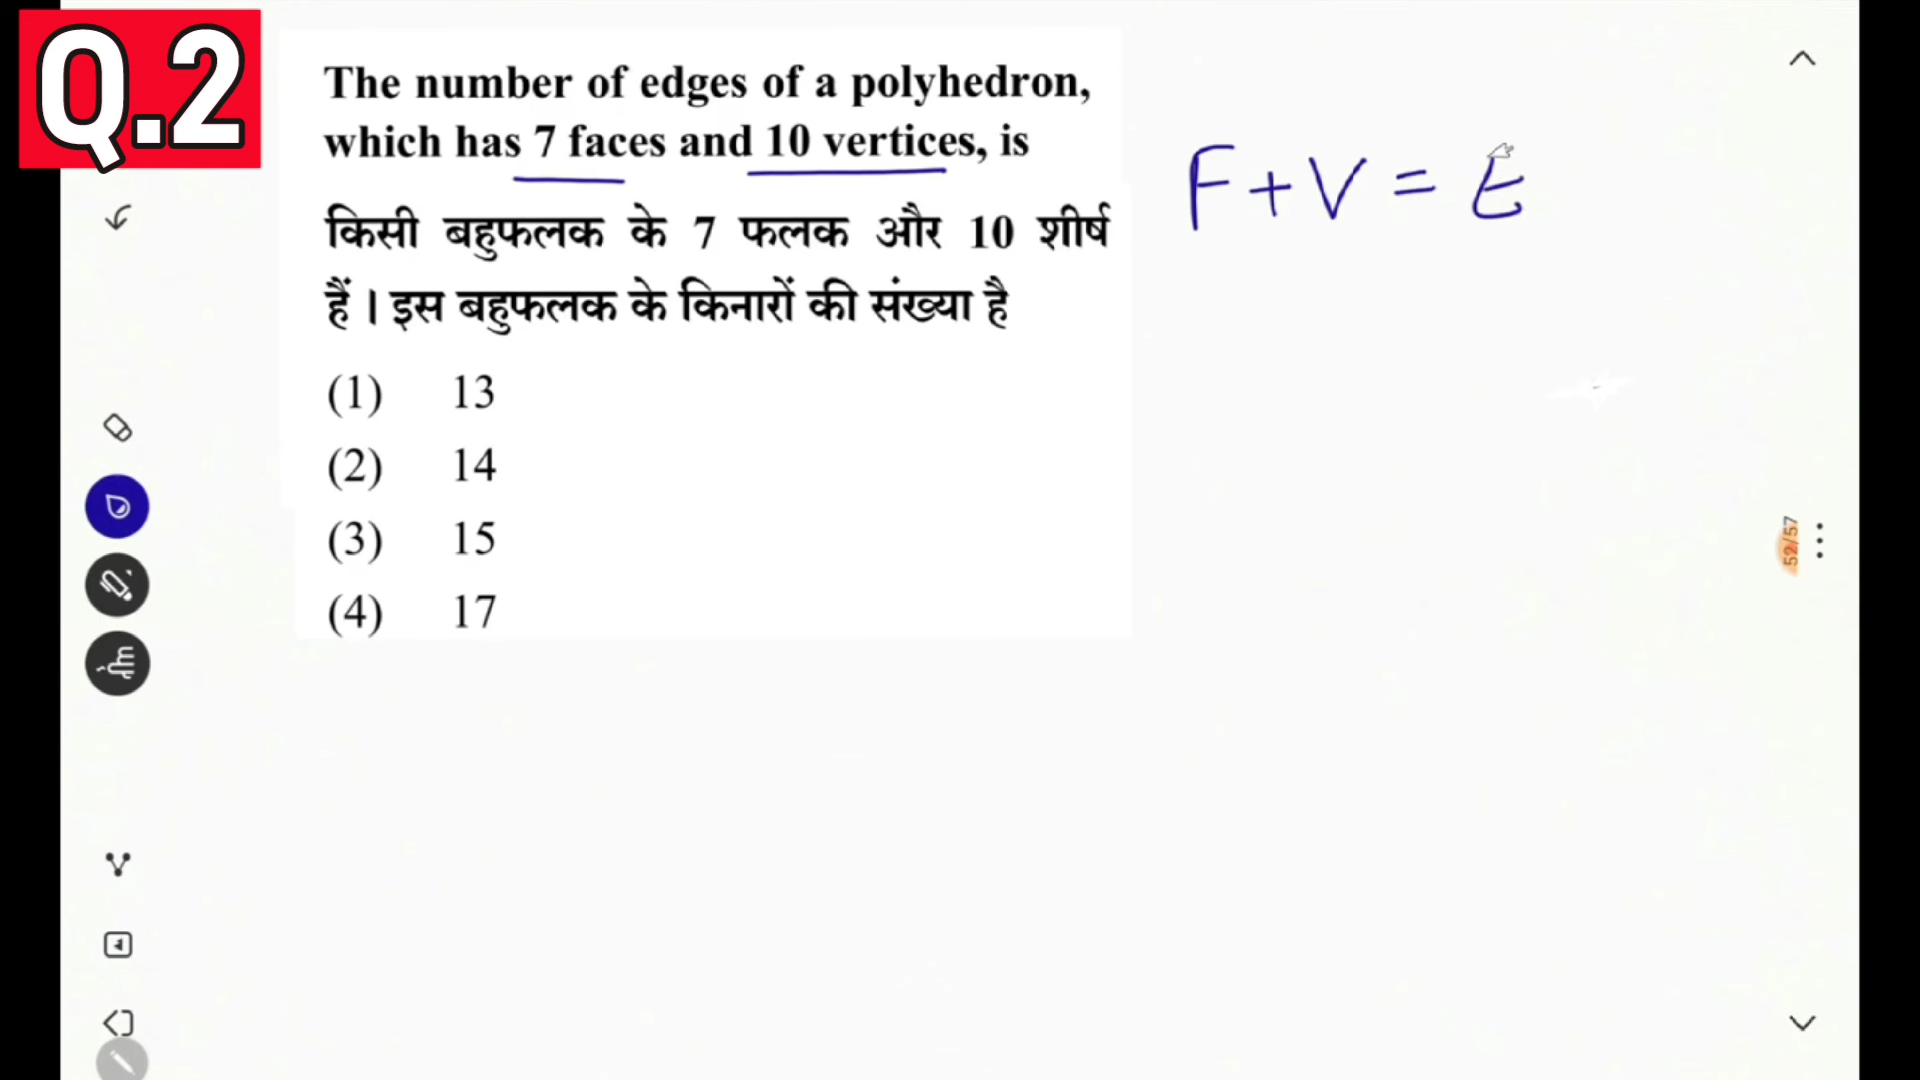 Q.2
The number of edges of a polyhedron,
which has 7 faces and 10 vertices, is
किसी बहुफलक के 7 फलक और 10 शीर्ष
हैं । इस बहुफलक के किनारों की संख्या है
(1) 13
(2) 14
(3) 15
(4) 17
F + V = E
52/57